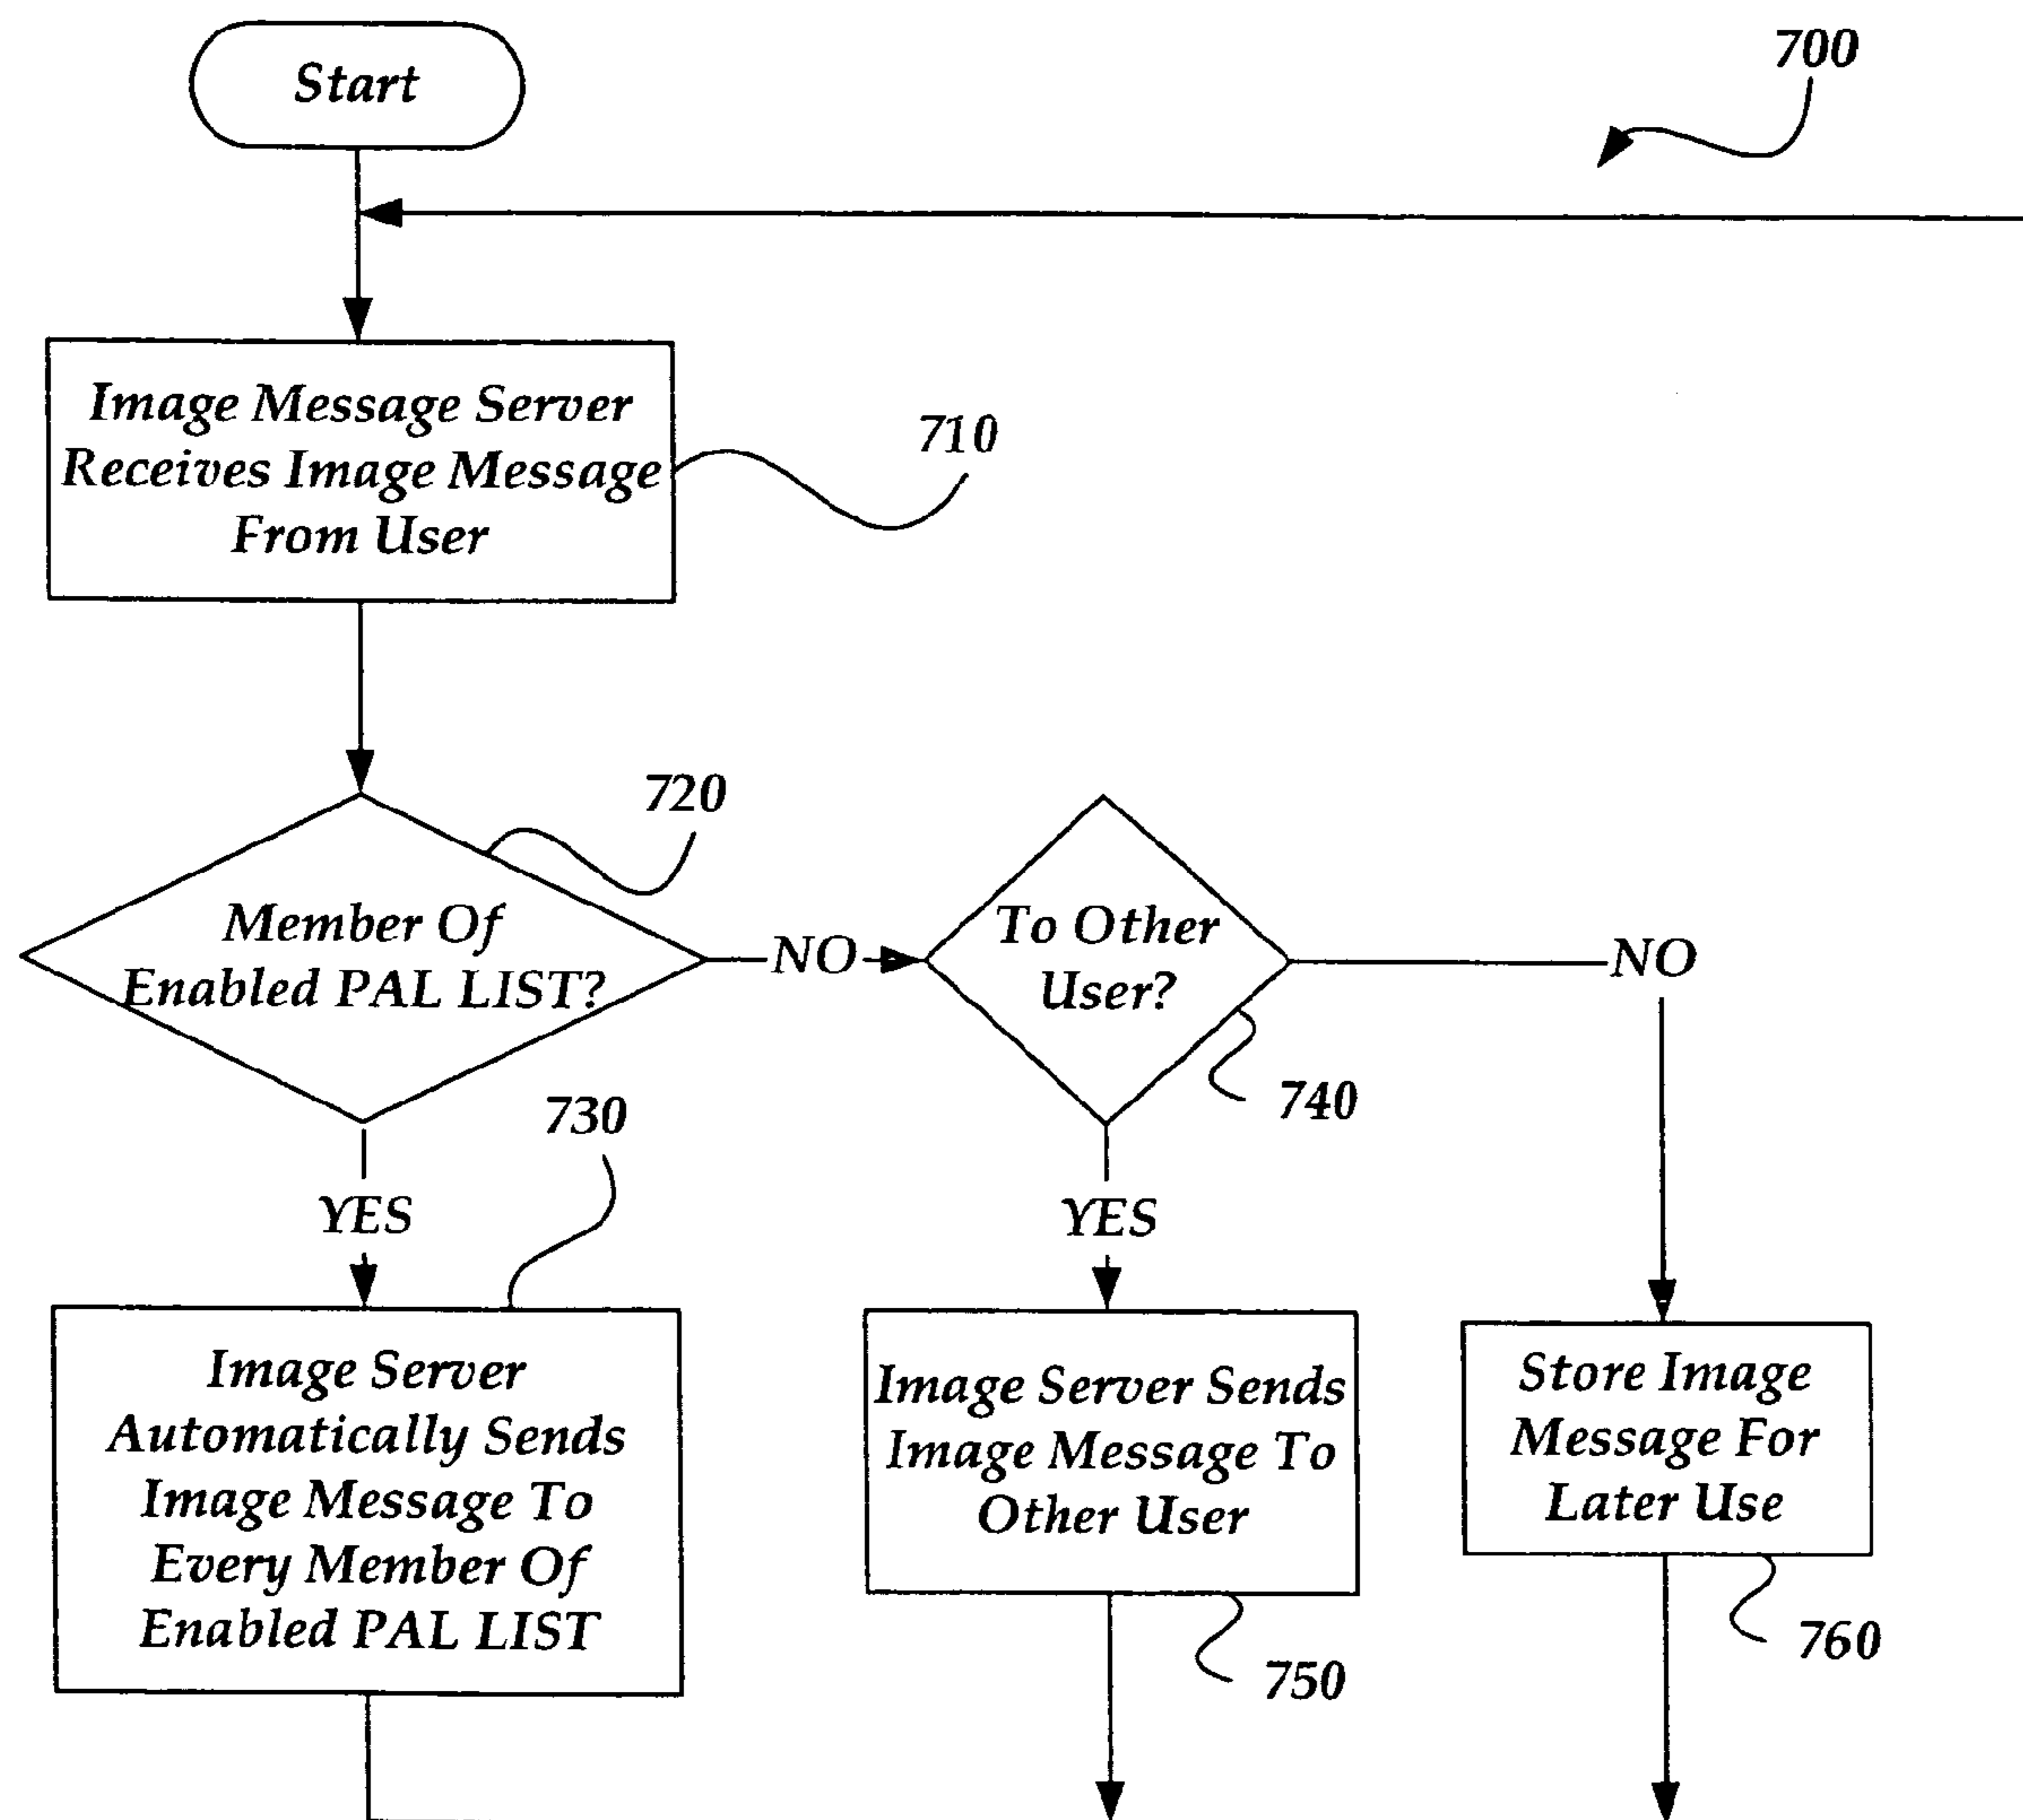 Start
700
Image Message Server
Receives Image Message
From User
710
720
Member Of
Enabled PAL LIST?
NO
To Other
User?
NO
740
730
YES
YES
Image Server
Automatically Sends
Image Message To
Every Member Of
Enabled PAL LIST
Image Server Sends
Image Message To
Other User
Store Image
Message For
Later Use
750
760